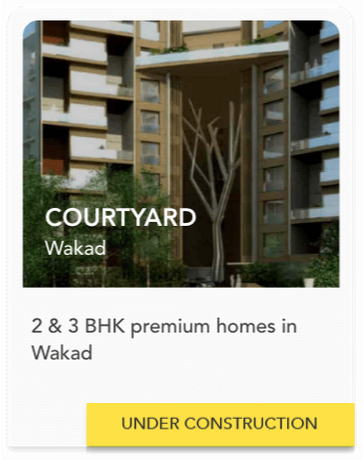 COURTYARD
Wakad
2 & 3 BHK premium homes in
Wakad
UNDER CONSTRUCTION